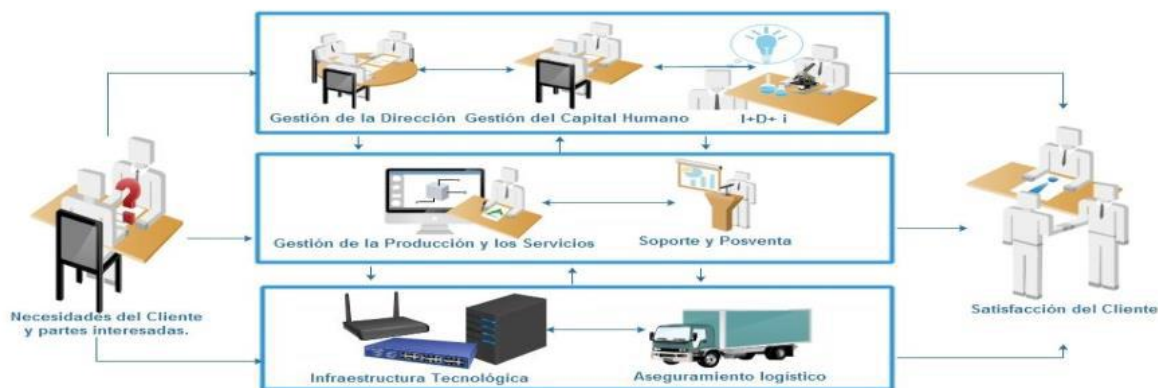 Gestión de la Dirección
Gestión del Capital Humano
I+D+ i
Gestión de la Producción y los Servicios
Soporte y Posventa
Necesidades del Cliente
y partes interesadas.
Satisfacción del Cliente
Infraestructura Tecnológica
Aseguramiento logístico